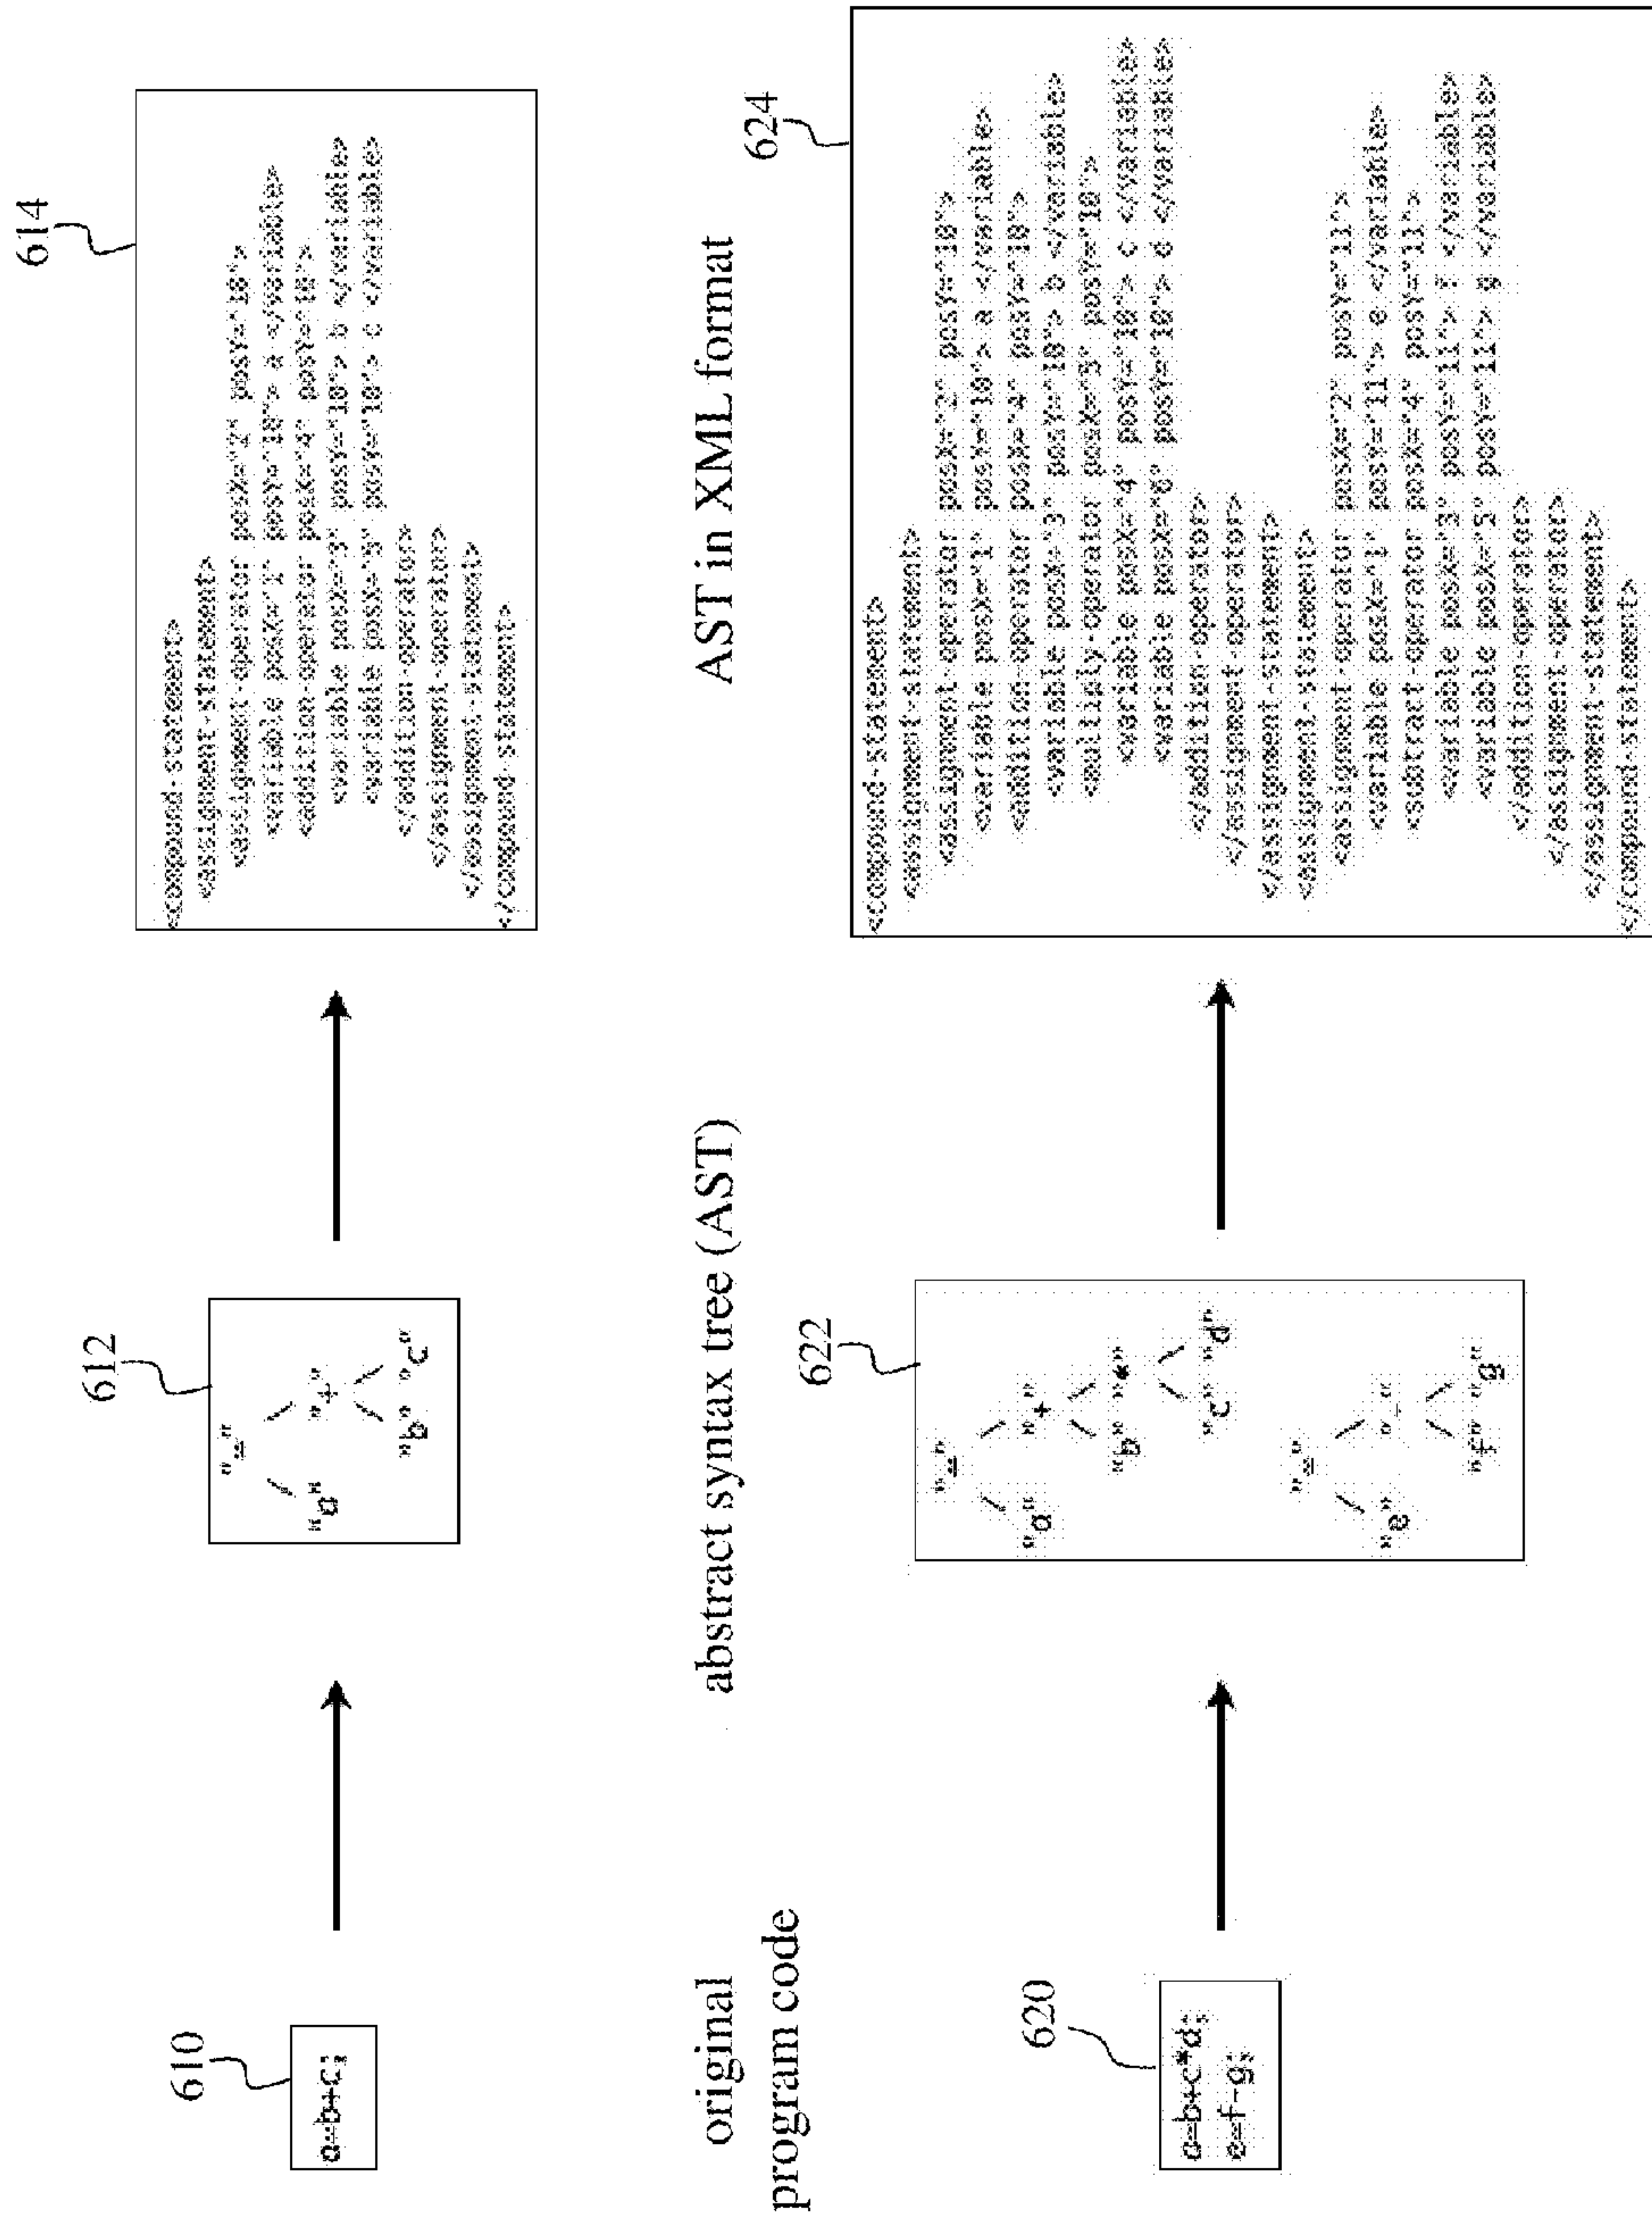 610
a=b+c;
612
"="
"a" "+"
"b" "c"
614
<compound-statement>
<assignment-statement>
<assignment-operator posX="2" posY="10">
<variable posX="1" posY="10"> a </variable>
<addition-operator posX="4" posY="10">
<variable posX="3" posY="10"> b </variable>
<variable posX="5" posY="10"> c </variable>
</addition-operator>
</assignment-operator>
</assignment-statement>
</compound-statement>
original
program code
abstract syntax tree (AST)
AST in XML format
620
a=b+c*d;
e=f-g;
622
"="
"a" "+"
"b" "*"
"c" "d"
"="
"e" "-"
"f" "g"
624
<compound-statement>
<assignment-statement>
<assignment-operator posX="2" posY="10">
<variable posX="1" posY="10"> a </variable>
<addition-operator posX="4" posY="10">
<variable posX="3" posY="10"> b </variable>
<multiply-operator posX="5" posY="10">
<variable posX="4" posY="10"> c </variable>
<variable posX="6" posY="10"> d </variable>
</addition-operator>
</assignment-operator>
</assignment-statement>
<assignment-statement>
<assignment-operator posX="2" posY="11">
<variable posX="1" posY="11"> e </variable>
<subtract-operator posX="4" posY="11">
<variable posX="3" posY="11"> f </variable>
<variable posX="5" posY="11"> g </variable>
</addition-operator>
</assignment-operator>
</assignment-statement>
</compound-statement>